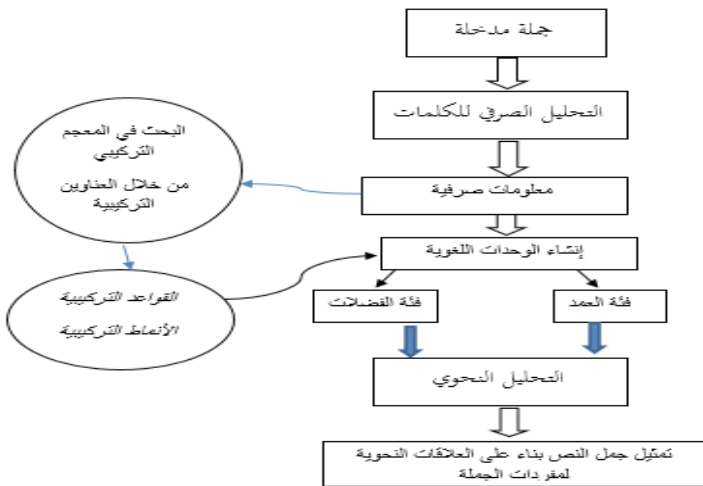 جملة مدخلة
التحليل الصرفي للكلمات
البحث في المعجم
التركيبي
من خلال العناوين
التركيبية
معلومات صرفية
إنشاء الوحدات اللغوية
القواعد التركيبية
الأنماط التركيبية
فئة العمد
فئة الفضلات
التحليل النحوي
تمثيل جمل النص بناء على العلاقات النحوية
لمفردات الجملة